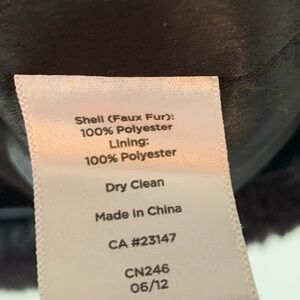 Shell (Faux Fur):
100% Polyester
Lining:
100% Polyester
Dry Clean
Made in China
CA #23147
CN246
06/12